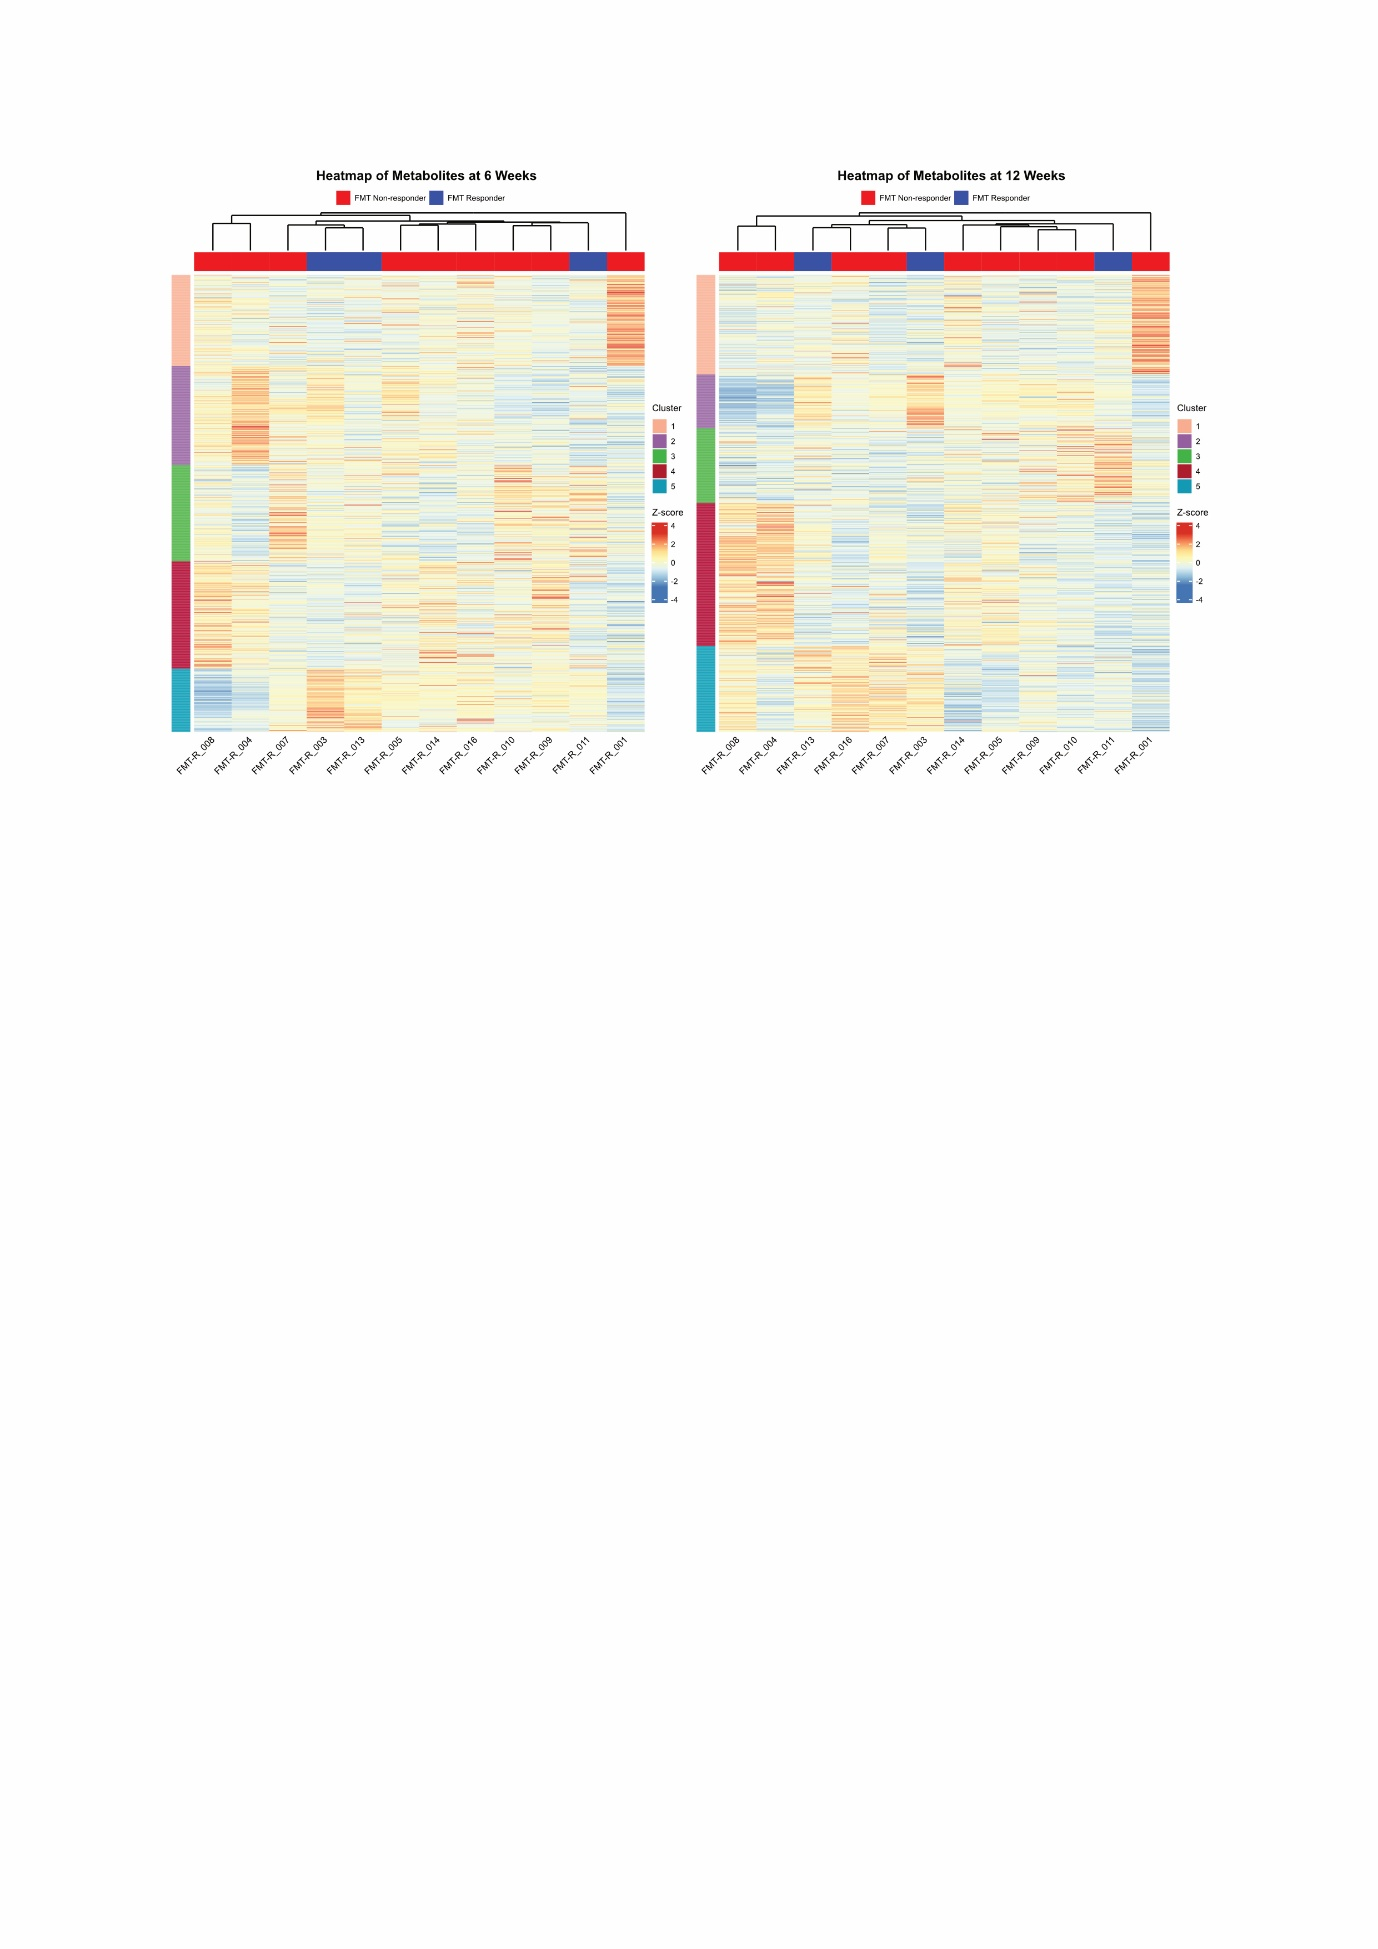 Heatmap of Metabolites at 6 Weeks
FMT Non-responder FMT Responder
Cluster
1
2
3
4
5
Z-score
4
2
0
-2
-4
FMT-R_008 FMT-R_004 FMT-R_007 FMT-R_003 FMT-R_013 FMT-R_005 FMT-R_014 FMT-R_016 FMT-R_010 FMT-R_009 FMT-R_011 FMT-R_001
Heatmap of Metabolites at 12 Weeks
FMT Non-responder FMT Responder
Cluster
1
2
3
4
5
Z-score
4
2
0
-2
-4
FMT-R_008 FMT-R_004 FMT-R_013 FMT-R_016 FMT-R_007 FMT-R_003 FMT-R_014 FMT-R_005 FMT-R_009 FMT-R_010 FMT-R_011 FMT-R_001